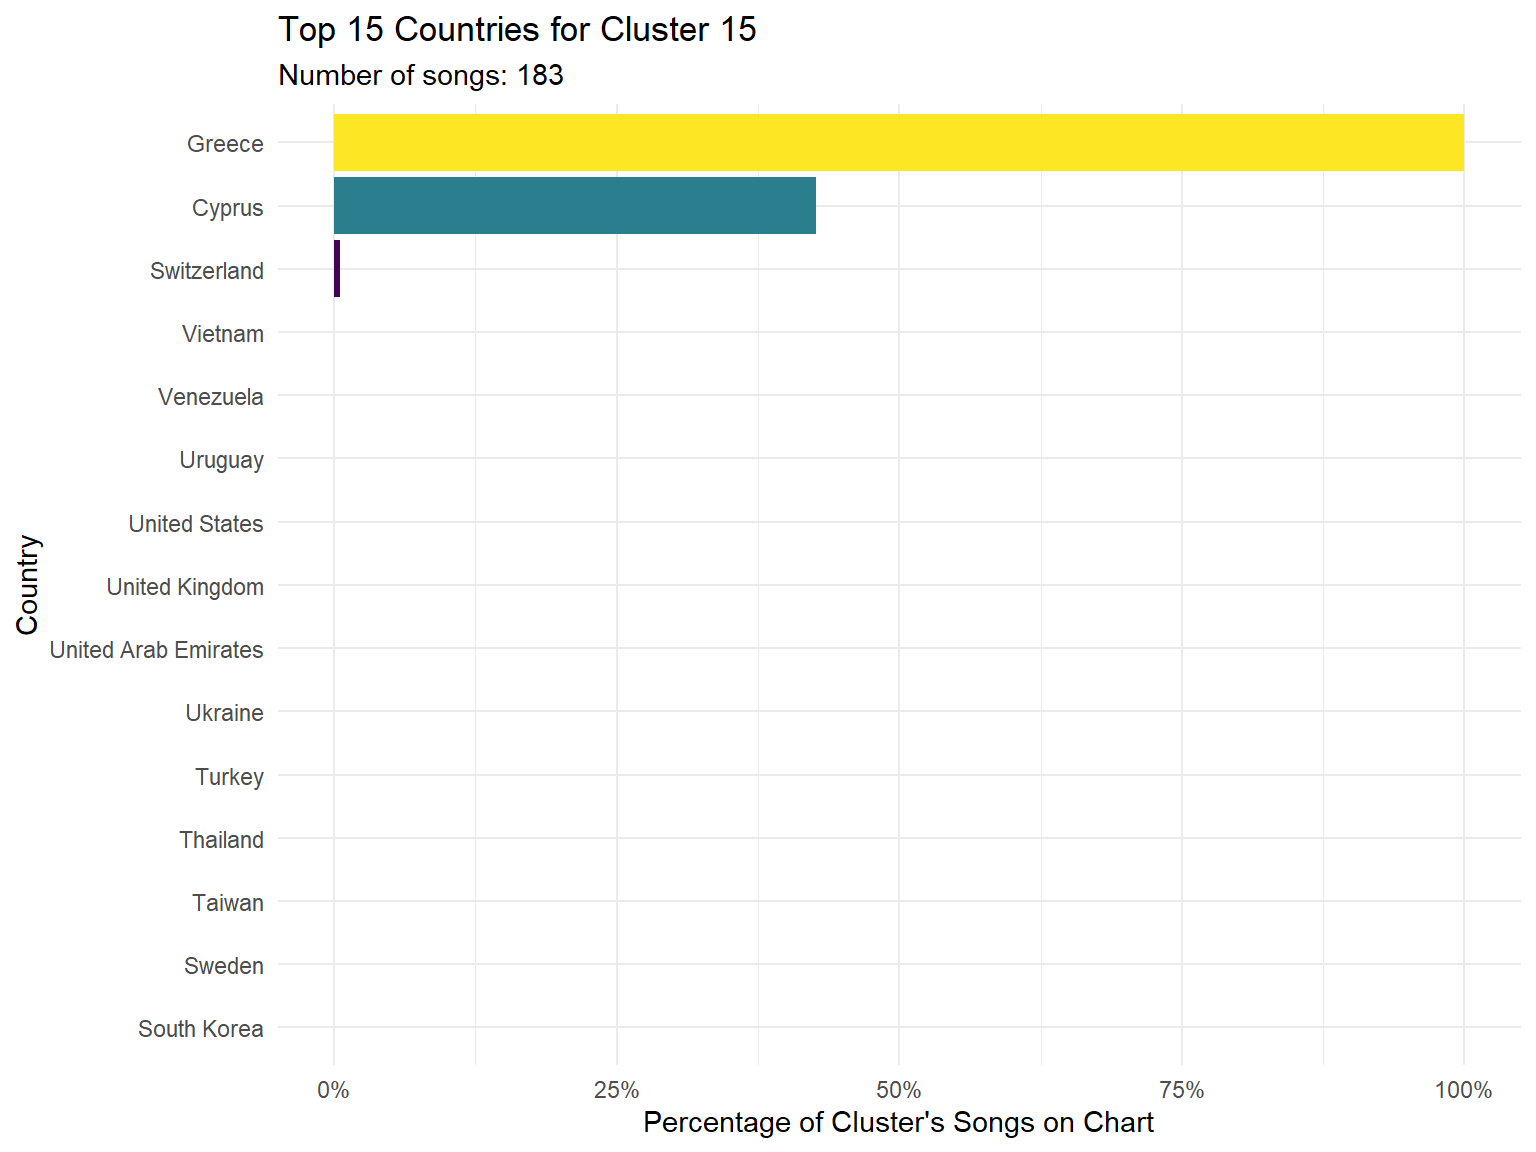 Top 15 Countries for Cluster 15
Number of songs: 183
Greece
Cyprus
Switzerland
Vietnam
Venezuela
Uruguay
United States
United Kingdom
United Arab Emirates
Ukraine
Turkey
Thailand
Taiwan
Sweden
South Korea
Country
0% 25% 50% 75% 100%
Percentage of Cluster's Songs on Chart